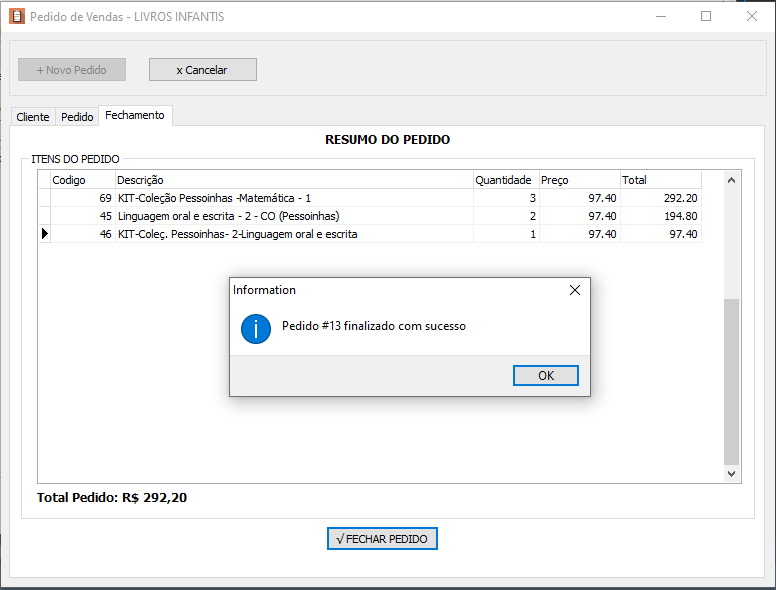 Pedido de Vendas - LIVROS INFANTIS
+ Novo Pedido x Cancelar
Cliente Pedido Fechamento
RESUMO DO PEDIDO
ITENS DO PEDIDO
Codigo Descrição Quantidade Preço Total
69 KIT-Coleção Pessoinhas -Matemática - 1 3 97.40 292.20
45 Linguagem oral e escrita - 2 - CO (Pessoinhas) 2 97.40 194.80
46 KIT-Coleç. Pessoinhas- 2-Linguagem oral e escrita 1 97.40 97.40
Information
Pedido #13 finalizado com sucesso
OK
Total Pedido: R$ 292,20
√ FECHAR PEDIDO